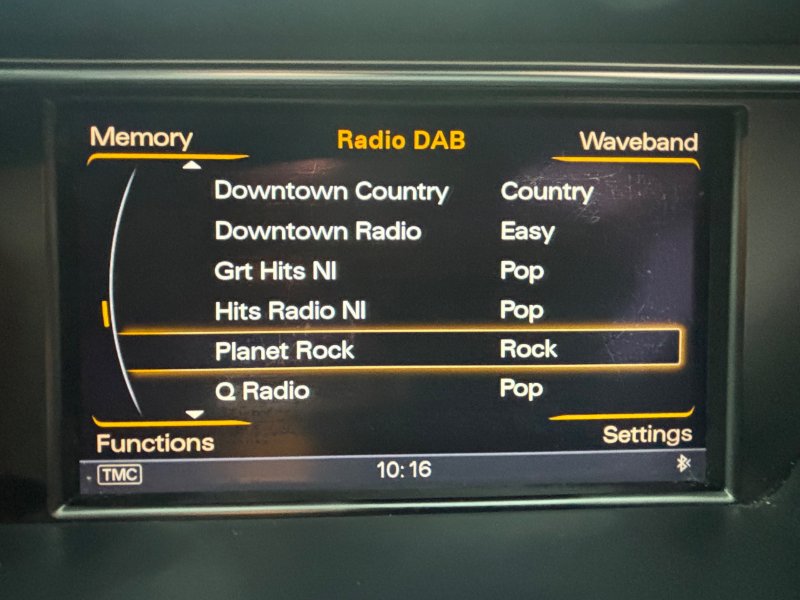 Memory Radio DAB Waveband
Downtown Country Country
Downtown Radio Easy
Grt Hits NI Pop
Hits Radio NI Pop
Planet Rock Rock
Q Radio Pop
Functions Settings
TMC 10:16